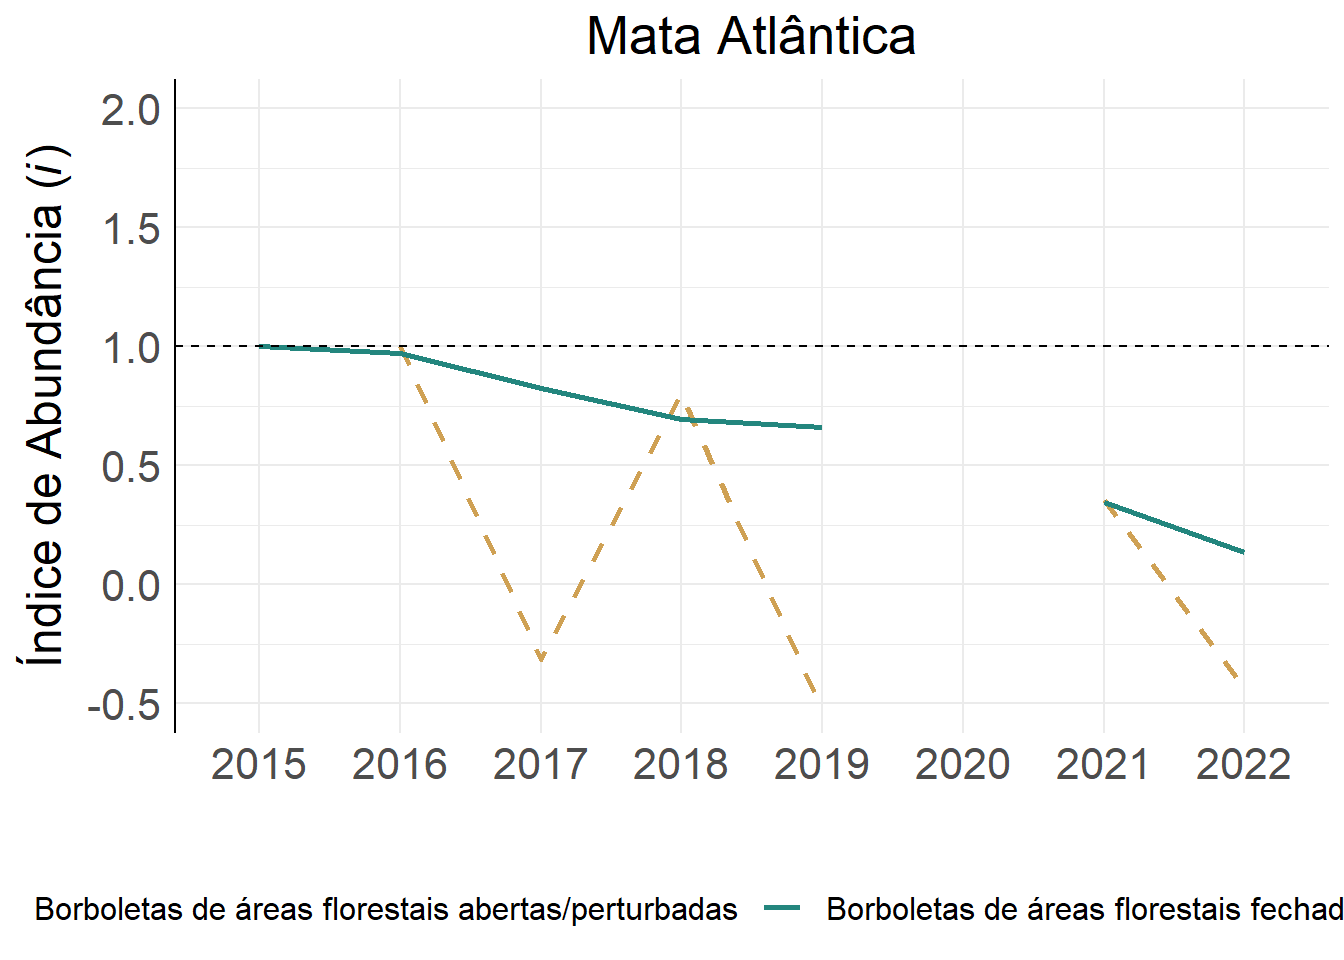 Mata Atlântica
Índice de Abundância (i)
2.0
1.5
1.0
0.5
0.0
-0.5
2015 2016 2017 2018 2019 2020 2021 2022
Borboletas de áreas florestais abertas/perturbadas Borboletas de áreas florestais fechad